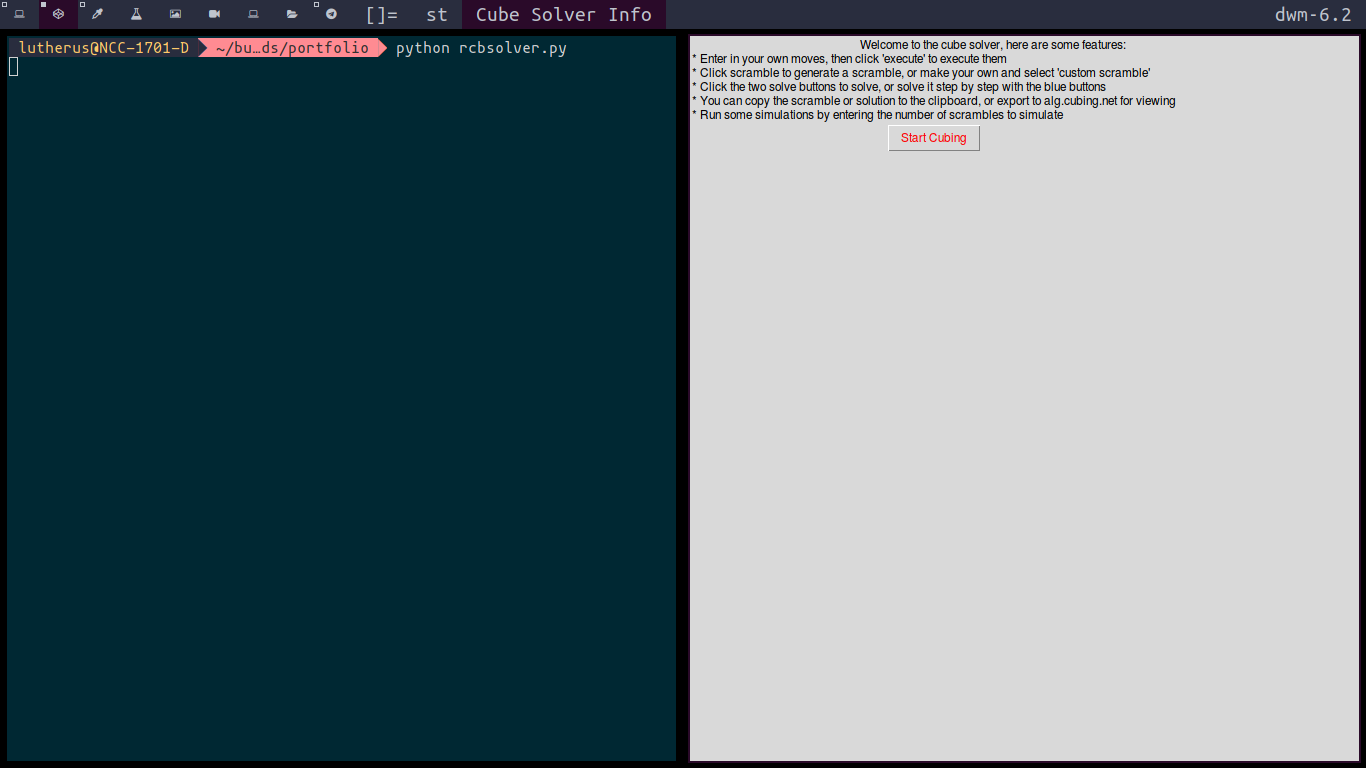 []= st Cube Solver Info dwm-6.2
lutherus@NCC-1701-D ~/bu…ds/portfolio python rcbsolver.py
Welcome to the cube solver, here are some features:
* Enter in your own moves, then click 'execute' to execute them
* Click scramble to generate a scramble, or make your own and select 'custom scramble'
* Click the two solve buttons to solve, or solve it step by step with the blue buttons
* You can copy the scramble or solution to the clipboard, or export to alg.cubing.net for viewing
* Run some simulations by entering the number of scrambles to simulate
Start Cubing